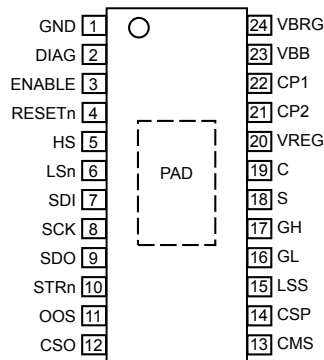 GND 1
DIAG 2
ENABLE 3
RESETn 4
HS 5
LSn 6
SDI 7
SCK 8
SDO 9
STRn 10
OOS 11
CSO 12
PAD
24 VBRG
23 VBB
22 CP1
21 CP2
20 VREG
19 C
18 S
17 GH
16 GL
15 LSS
14 CSP
13 CMS